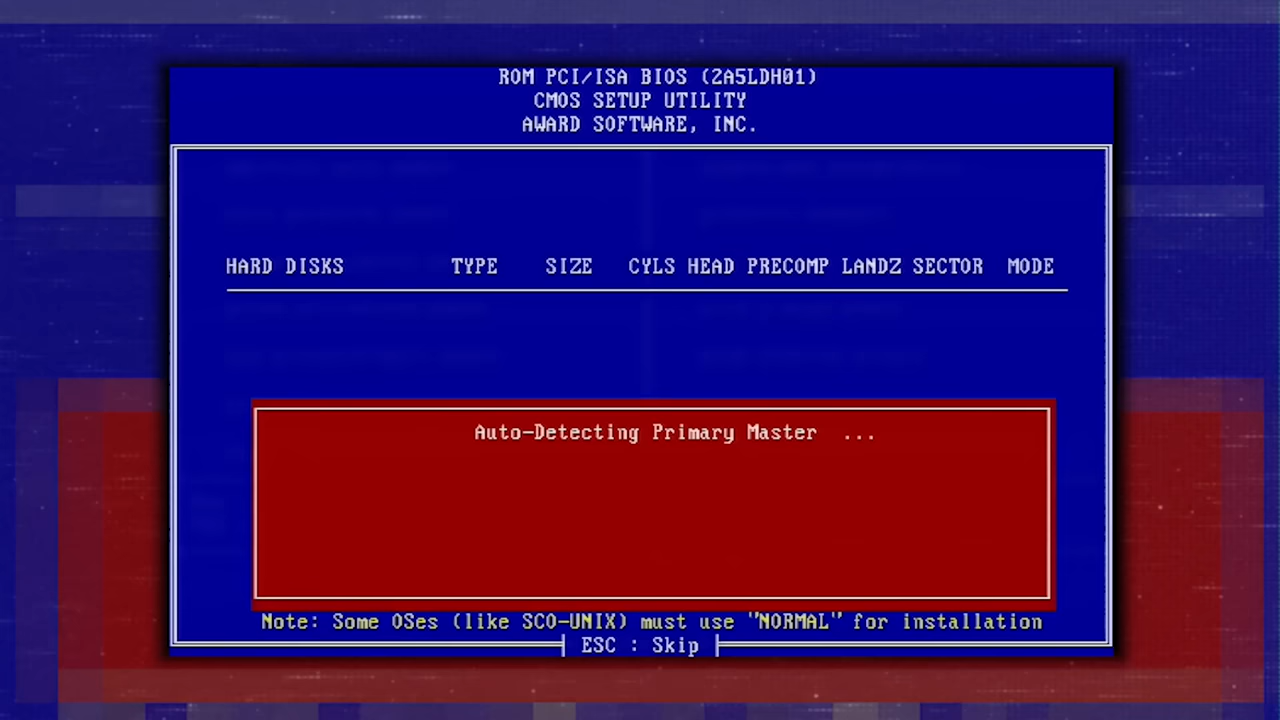 ROM PCI/ISA BIOS (2A5LDH01)
CMOS SETUP UTILITY
AWARD SOFTWARE, INC.
HARD DISKS TYPE SIZE CYLS HEAD PRECOMP LANDZ SECTOR MODE
Auto-Detecting Primary Master ...
Note: Some OSes (like SCO-UNIX) must use "NORMAL" for installation
ESC : Skip